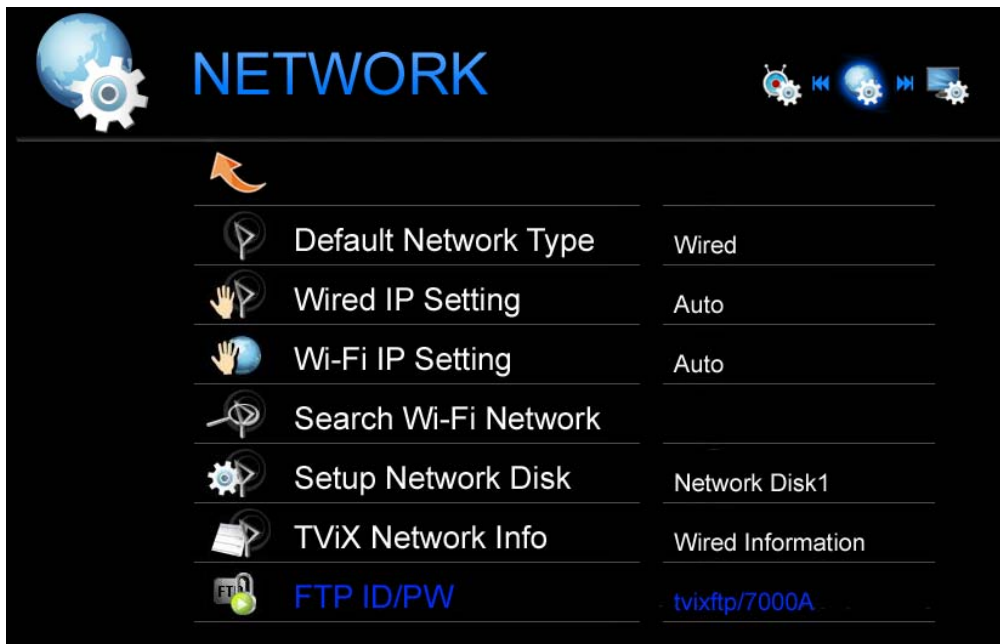 NETWORK
Default Network Type Wired
Wired IP Setting Auto
Wi-Fi IP Setting Auto
Search Wi-Fi Network
Setup Network Disk Network Disk1
TViX Network Info Wired Information
FTP
FTP ID/PW tvixftp/7000A